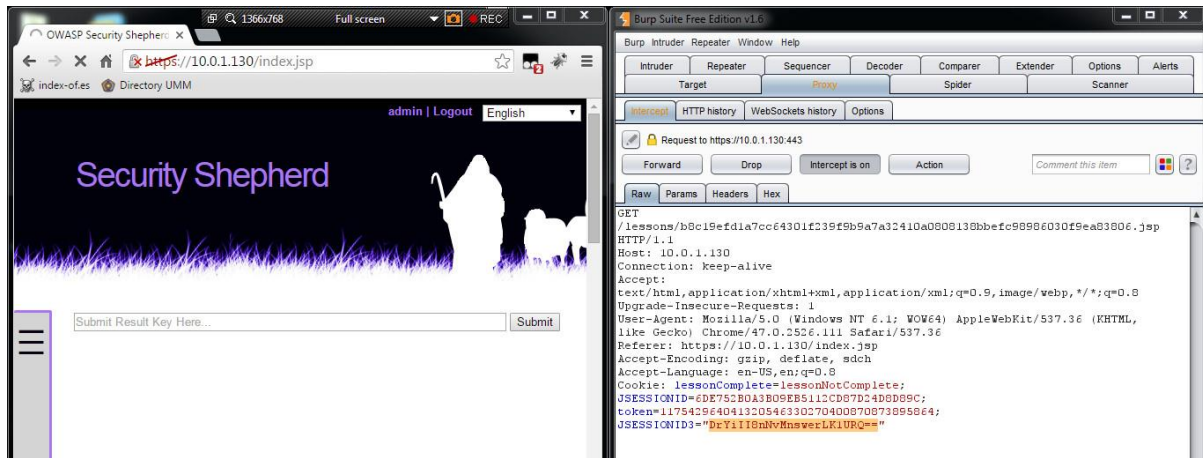 1366x768 Full screen REC
OWASP Security Shepherd
https://10.0.1.130/index.jsp
index-of.es Directory UMM
admin | Logout English
Security Shepherd
Submit Result Key Here... Submit
Burp Suite Free Edition v1.6
Burp Intruder Repeater Window Help
Intruder Repeater Sequencer Decoder Comparer Extender Options Alerts
Target Proxy Spider Scanner
Intercept HTTP history WebSockets history Options
Request to https://10.0.1.130:443
Forward Drop Intercept is on Action Comment this item ?
Raw Params Headers Hex
GET
/lessons/b8c19efd1a7cc64301f239f9b9a7a32410a0808138bbefc98986030f9ea83806.jsp
HTTP/1.1
Host: 10.0.1.130
Connection: keep-alive
Accept:
text/html,application/xhtml+xml,application/xml;q=0.9,image/webp,*/*;q=0.8
Upgrade-Insecure-Requests: 1
User-Agent: Mozilla/5.0 (Windows NT 6.1; WOW64) AppleWebKit/537.36 (KHTML,
like Gecko) Chrome/47.0.2526.111 Safari/537.36
Referer: https://10.0.1.130/index.jsp
Accept-Encoding: gzip, deflate, sdch
Accept-Language: en-US,en;q=0.8
Cookie: lessonComplete=lessonNotComplete;
JSESSIONID=6DE752B0A3B09EB5112CD87D24D8D89C;
token=117542964041320546330270400870873895864;
JSESSIONID3="DrYiII8nNvMnswerLK1URQ=="